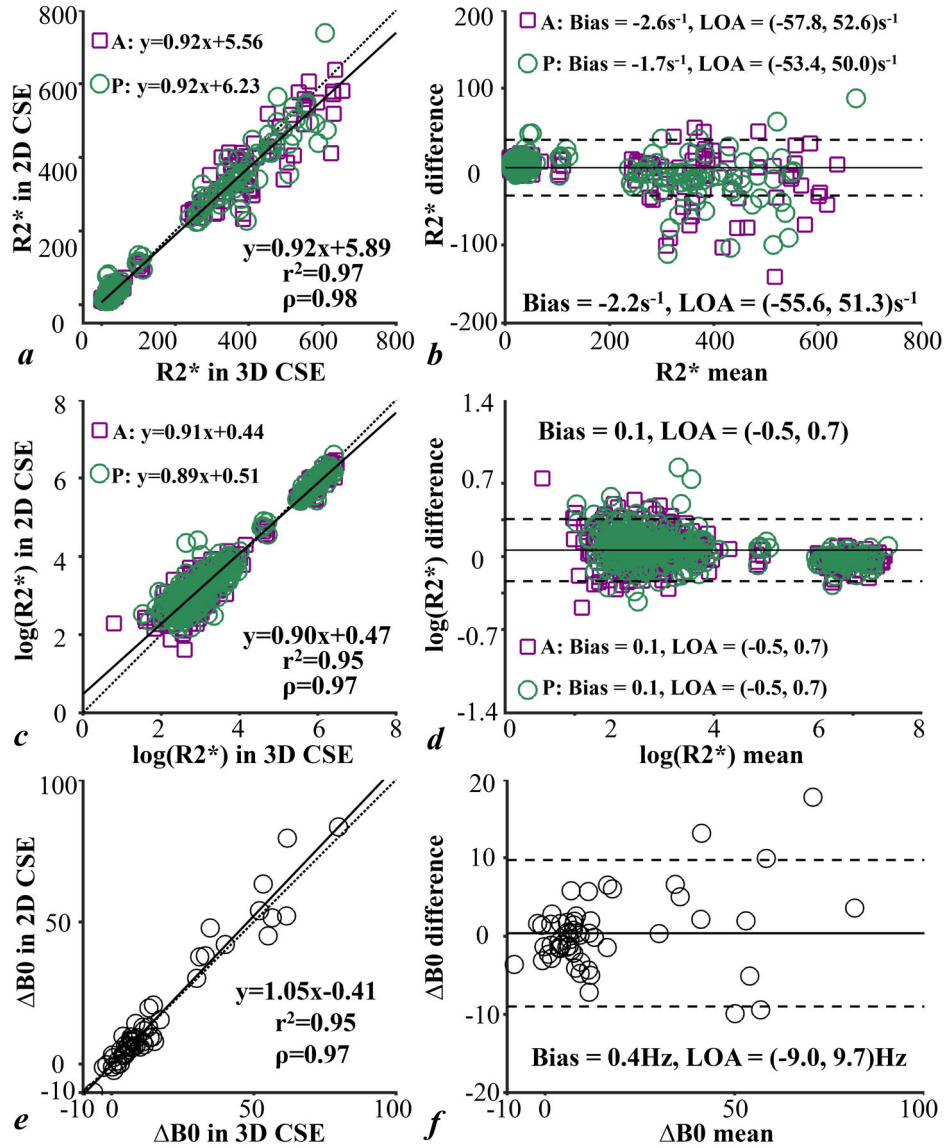 800
600
400
200
0
R2* in 2D CSE
A: y=0.92x+5.56
P: y=0.92x+6.23
y=0.92x+5.89
r²=0.97
ρ=0.98
0 200 400 600 800
a
R2* in 3D CSE
200
100
0
-100
-200
R2* difference
A: Bias = -2.6s⁻¹, LOA = (-57.8, 52.6)s⁻¹
P: Bias = -1.7s⁻¹, LOA = (-53.4, 50.0)s⁻¹
Bias = -2.2s⁻¹, LOA = (-55.6, 51.3)s⁻¹
0 200 400 600 800
b
R2* mean
8
6
4
2
0
log(R2*) in 2D CSE
A: y=0.91x+0.44
P: y=0.89x+0.51
y=0.90x+0.47
r²=0.95
ρ=0.97
0 2 4 6 8
c
log(R2*) in 3D CSE
1.4
0.7
0
-0.7
-1.4
log(R2*) difference
Bias = 0.1, LOA = (-0.5, 0.7)
A: Bias = 0.1, LOA = (-0.5, 0.7)
P: Bias = 0.1, LOA = (-0.5, 0.7)
0 2 4 6 8
d
log(R2*) mean
100
50
0
-10
ΔB0 in 2D CSE
y=1.05x-0.41
r²=0.95
ρ=0.97
-10 0 50 100
e
ΔB0 in 3D CSE
20
10
0
-10
-20
ΔB0 difference
Bias = 0.4Hz, LOA = (-9.0, 9.7)Hz
-10 0 50 100
f
ΔB0 mean